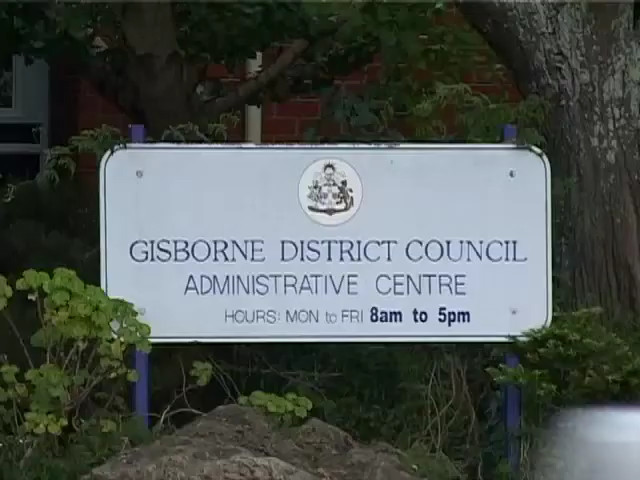 GISBORNE DISTRICT COUNCIL
ADMINISTRATIVE CENTRE
HOURS: MON to FRI 8am to 5pm